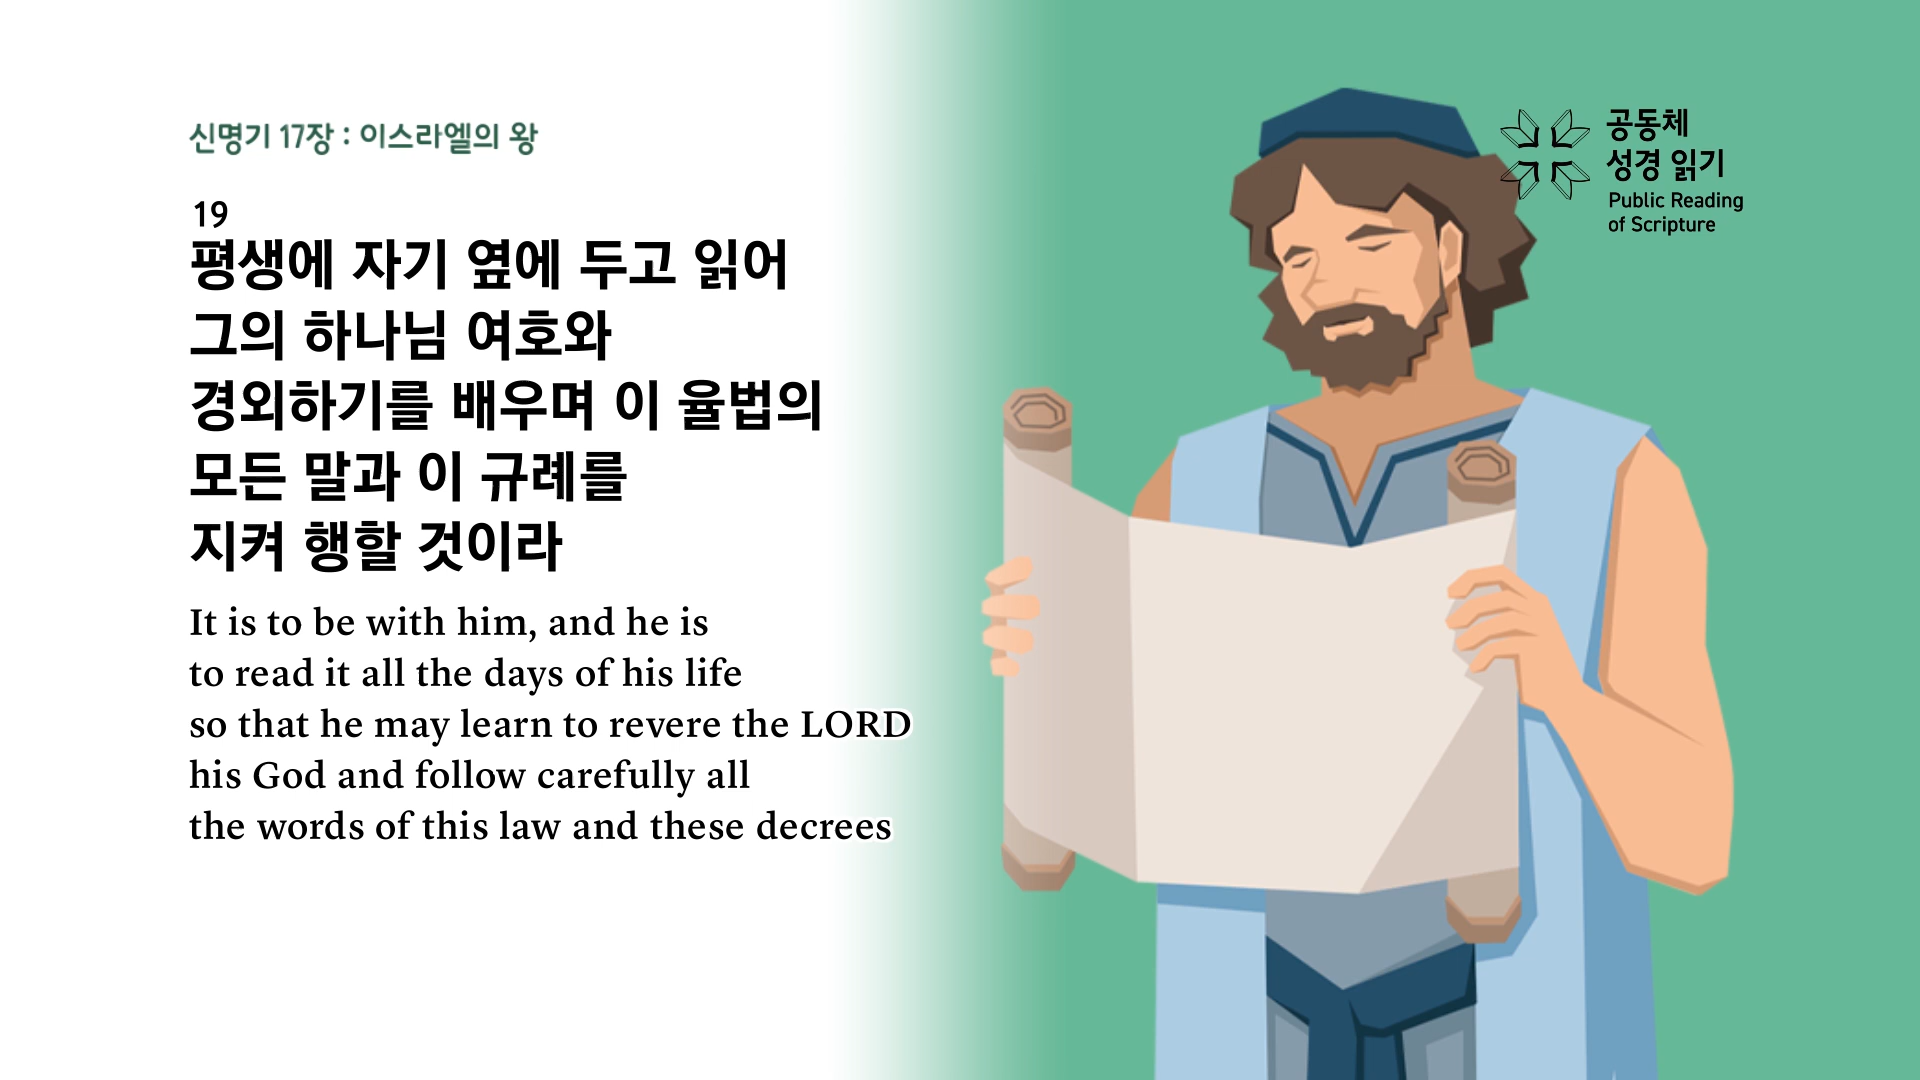 신명기 17장 : 이스라엘의 왕
19
평생에 자기 옆에 두고 읽어
그의 하나님 여호와
경외하기를 배우며 이 율법의
모든 말과 이 규례를
지켜 행할 것이라
It is to be with him, and he is
to read it all the days of his life
so that he may learn to revere the LORD
his God and follow carefully all
the words of this law and these decrees
공동체
성경 읽기
Public Reading
of Scripture